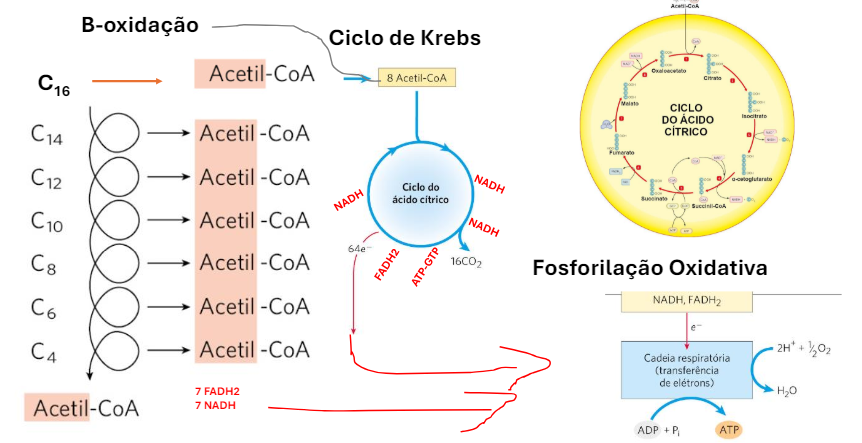 B-oxidação
Ciclo de Krebs
C16
Acetil-CoA
8 Acetil-CoA
C14
Acetil -CoA
C12
Acetil -CoA
C10
Acetil -CoA
C8
Acetil -CoA
C6
Acetil -CoA
C4
Acetil -CoA
Acetil-CoA
7 FADH2
7 NADH
Ciclo do
ácido cítrico
NADH
NADH
NADH
64e–
FADH2
ATP-GTP
16CO2
Acetil-CoA
Oxaloacetato
Citrato
Malato
Isocitrato
CICLO
DO ÁCIDO
CÍTRICO
Fumarato
α-cetoglutarato
Succinato
Succinil-CoA
Fosforilação Oxidativa
NADH, FADH2
e–
Cadeia respiratória
(transferência
de elétrons)
2H+ + ½O2
H2O
ADP + Pi
ATP